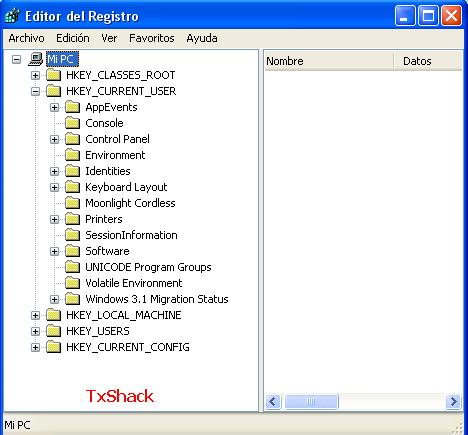 Editor del Registro
Archivo Edición Ver Favoritos Ayuda
Nombre Datos
Mi PC
HKEY_CLASSES_ROOT
HKEY_CURRENT_USER
AppEvents
Console
Control Panel
Environment
Identities
Keyboard Layout
Moonlight Cordless
Printers
SessionInformation
Software
UNICODE Program Groups
Volatile Environment
Windows 3.1 Migration Status
HKEY_LOCAL_MACHINE
HKEY_USERS
HKEY_CURRENT_CONFIG
TxShack
Mi PC